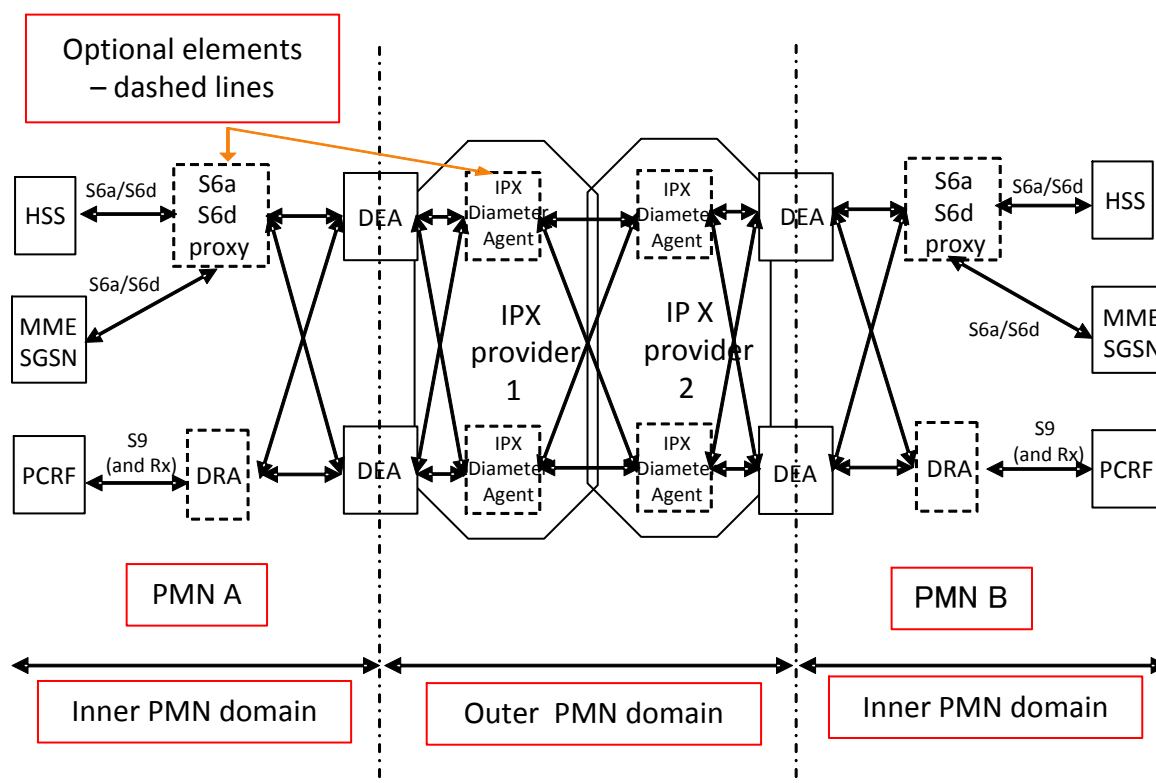 Optional elements
– dashed lines
HSS
S6a/S6d
S6a
S6d
proxy
S6a/S6d
MME
SGSN
PCRF
S9
(and Rx)
DRA
DEA
DEA
IPX
Diameter
Agent
IPX
Diameter
Agent
IPX
provider
1
IP X
provider
2
IPX
Diameter
Agent
IPX
Diameter
Agent
DEA
DEA
S6a
S6d
proxy
S6a/S6d
HSS
S6a/S6d
MME
SGSN
DRA
S9
(and Rx)
PCRF
PMN A
PMN B
Inner PMN domain
Outer PMN domain
Inner PMN domain